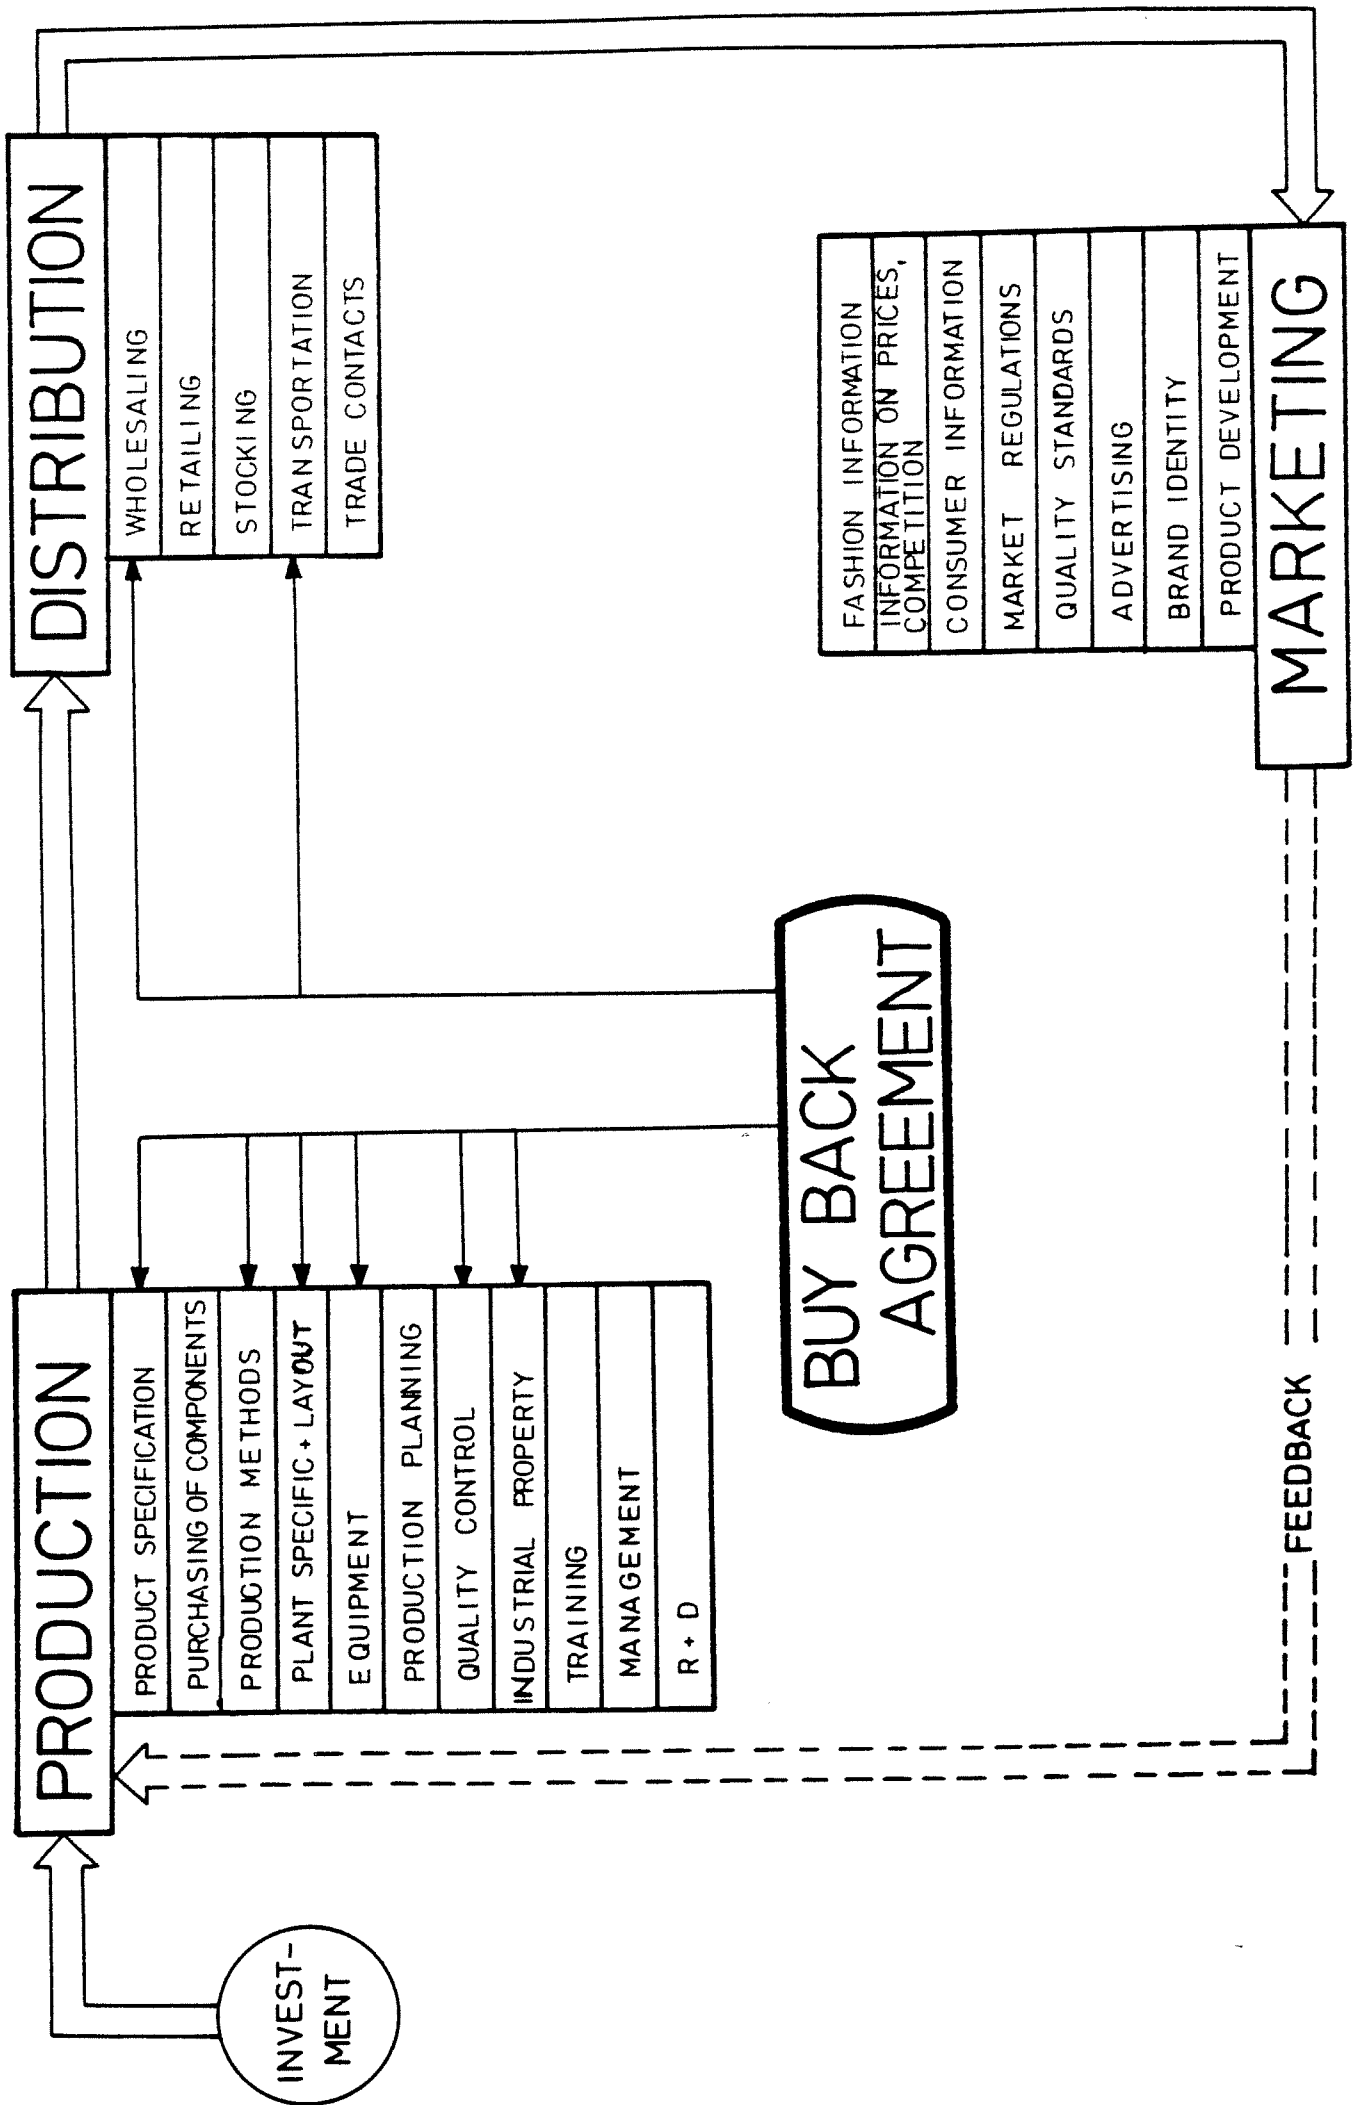 PRODUCTION
PRODUCT SPECIFICATION
PURCHASING OF COMPONENTS
PRODUCTION METHODS
PLANT SPECIFIC + LAYOUT
EQUIPMENT
PRODUCTION PLANNING
QUALITY CONTROL
INDUSTRIAL PROPERTY
TRAINING
MANAGEMENT
R + D
DISTRIBUTION
WHOLESALING
RETAILING
STOCKING
TRANSPORTATION
TRADE CONTACTS
INVEST-
MENT
BUY BACK
AGREEMENT
FASHION INFORMATION
INFORMATION ON PRICES,
COMPETITION
CONSUMER INFORMATION
MARKET REGULATIONS
QUALITY STANDARDS
ADVERTISING
BRAND IDENTITY
PRODUCT DEVELOPMENT
MARKETING
FEEDBACK